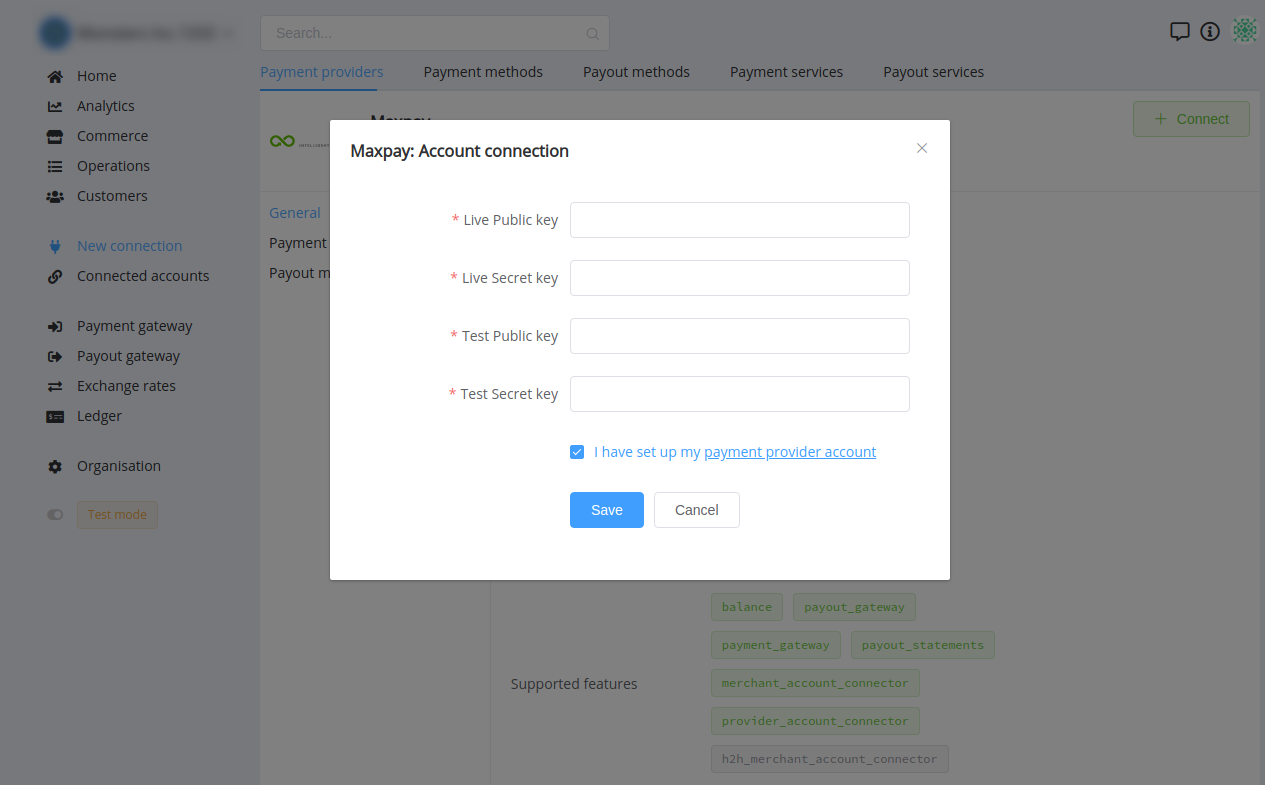 Search...
Home
Analytics
Commerce
Operations
Customers
New connection
Connected accounts
Payment gateway
Payout gateway
Exchange rates
Ledger
Organisation
Test mode
Payment providers Payment methods Payout methods Payment services Payout services
Maxpay
+ Connect
General
Payment
Payout m
Maxpay: Account connection
* Live Public key
* Live Secret key
* Test Public key
* Test Secret key
I have set up my payment provider account
Save Cancel
Supported features
balance payout_gateway
payment_gateway payout_statements
merchant_account_connector
provider_account_connector
h2h_merchant_account_connector